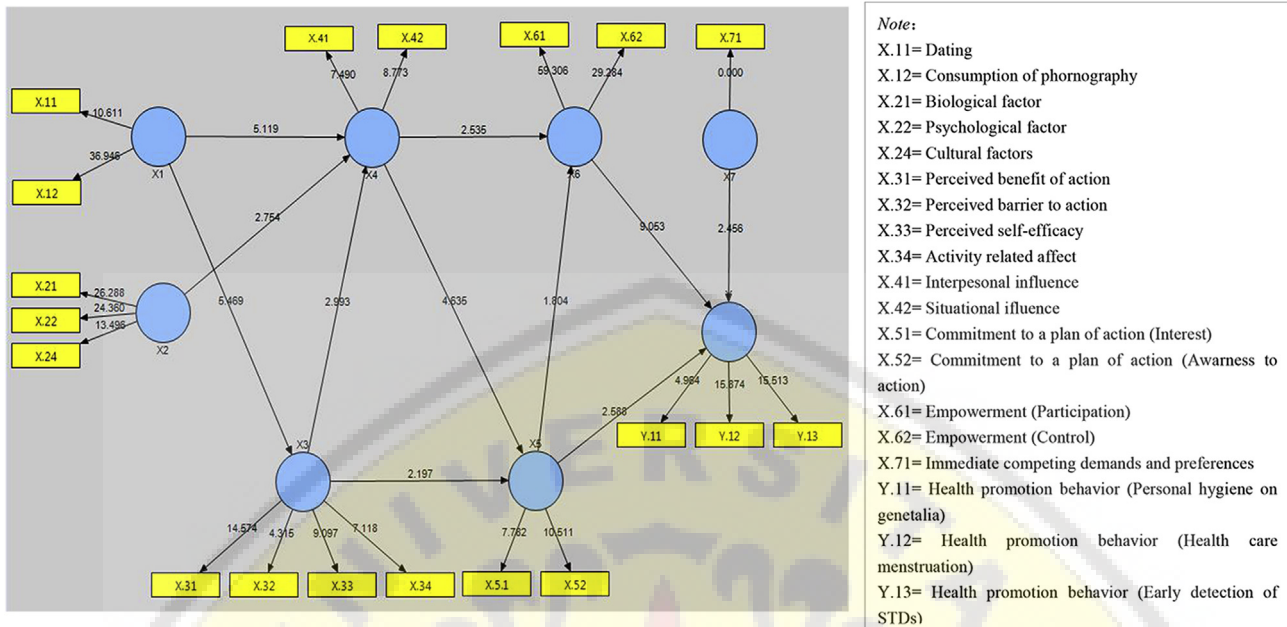 X.41
X.42
X.61
X.62
X.71
7.490
8.773
59.306
29.284
0.000
X.11
10.611
36.946
X.12
X1
5.119
X4
2.535
X6
X7
2.754
5.469
2.993
4.635
1.804
9.053
2.456
X.21
X.22
X.24
26.288
24.360
13.496
X2
Y
4.984
15.874
15.513
Y.11
Y.12
Y.13
X3
2.197
X5
2.588
14.574
4.315
9.097
7.118
7.762
10.511
X.31
X.32
X.33
X.34
X.5.1
X.52
UNIVERSIT
Note:
X.11= Dating
X.12= Consumption of phornography
X.21= Biological factor
X.22= Psychological factor
X.24= Cultural factors
X.31= Perceived benefit of action
X.32= Perceived barrier to action
X.33= Perceived self-efficacy
X.34= Activity related affect
X.41= Interpesonal influence
X.42= Situational ifluence
X.51= Commitment to a plan of action (Interest)
X.52= Commitment to a plan of action (Awarness to
action)
X.61= Empowerment (Participation)
X.62= Empowerment (Control)
X.71= Immediate competing demands and preferences
Y.11= Health promotion behavior (Personal hygiene on
genetalia)
Y.12= Health promotion behavior (Health care
menstruation)
Y.13= Health promotion behavior (Early detection of
STDs)